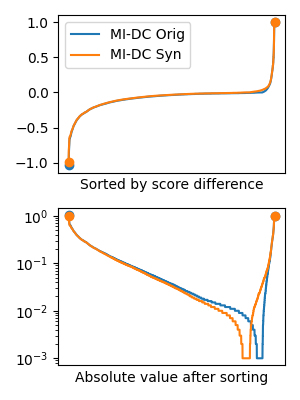 1.0
0.5
0.0
−0.5
−1.0
MI-DC Orig
MI-DC Syn
Sorted by score difference
10⁰
10⁻¹
10⁻²
10⁻³
Absolute value after sorting